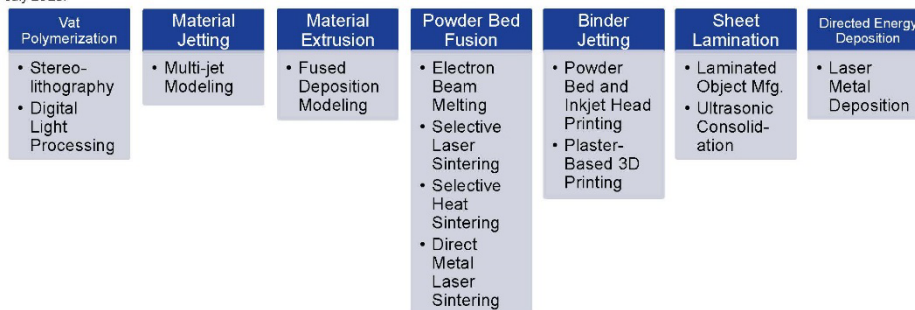 Vat
Polymerization
• Stereo-
lithography
• Digital
Light
Processing
Material
Jetting
• Multi-jet
Modeling
Material
Extrusion
• Fused
Deposition
Modeling
Powder Bed
Fusion
• Electron
Beam
Melting
• Selective
Laser
Sintering
• Selective
Heat
Sintering
• Direct
Metal
Laser
Sintering
Binder
Jetting
• Powder
Bed and
Inkjet Head
Printing
• Plaster-
Based 3D
Printing
Sheet
Lamination
• Laminated
Object Mfg.
• Ultrasonic
Consolid-
ation
Directed Energy
Deposition
• Laser
Metal
Deposition